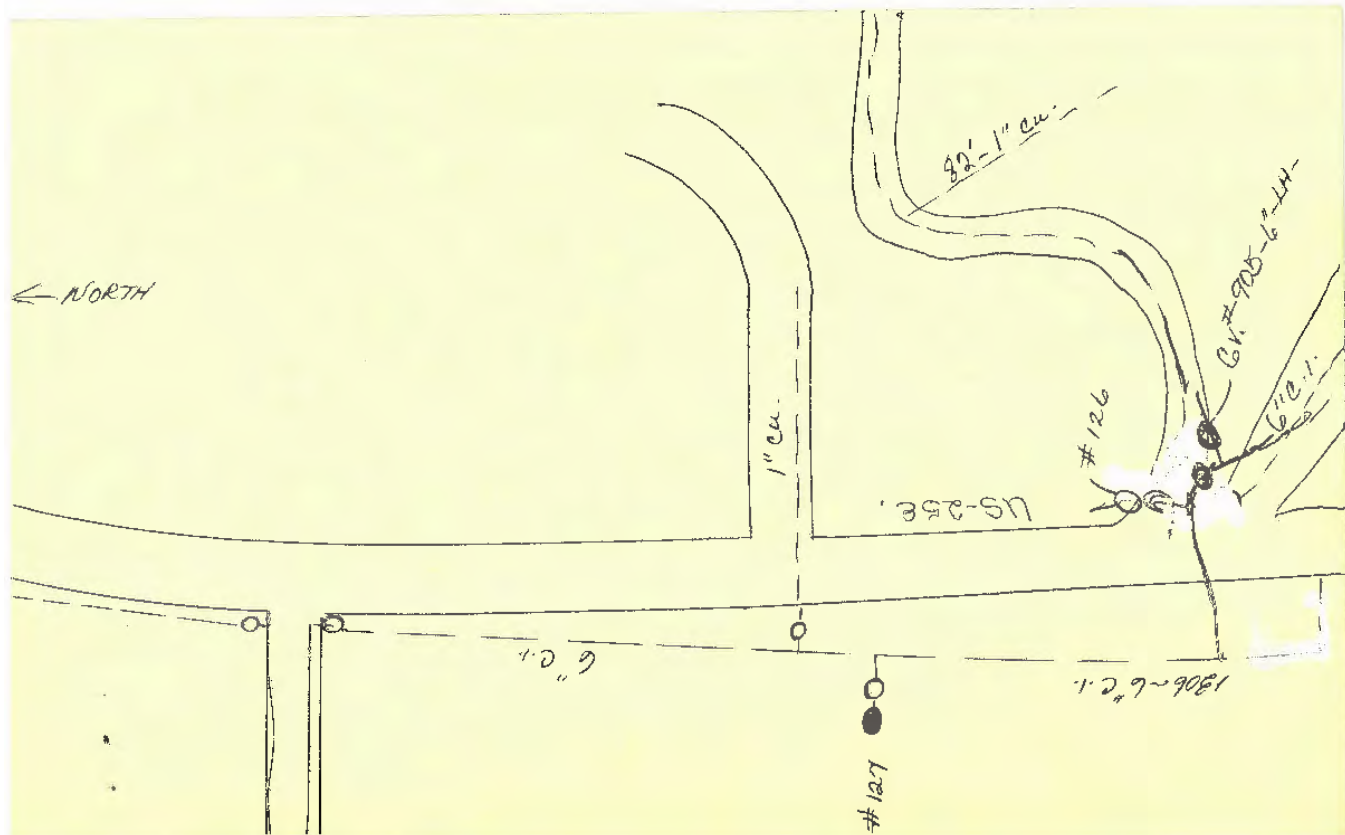 82'-1" cu.
← NORTH
G.V. #905-6"-LH-
6" C.I.
#126
1" cu.
US-25E.
6" C.I.
1306~6" C.I.
#127